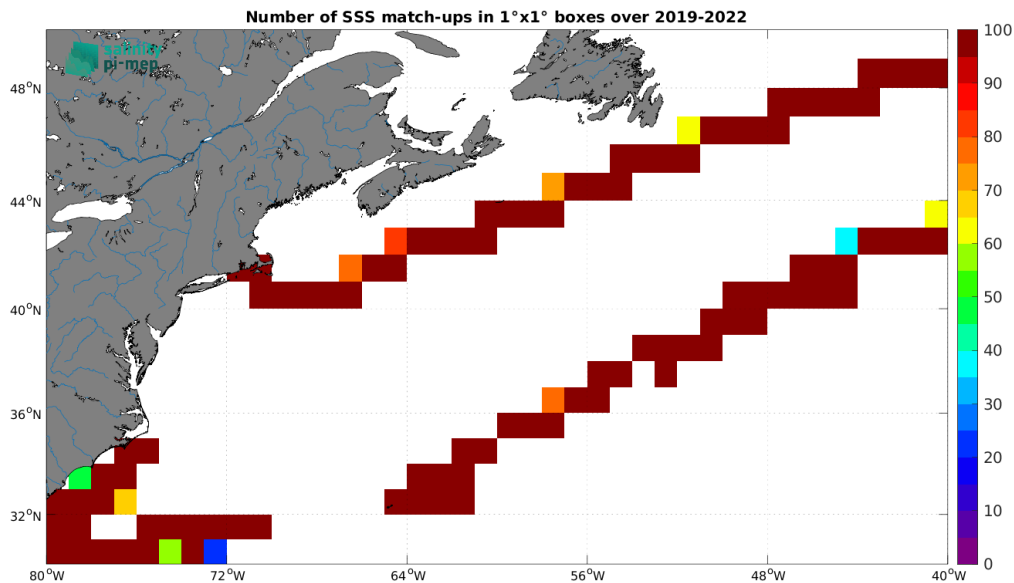 Number of SSS match-ups in 1°x1° boxes over 2019-2022
salinity
pi-mep
48°N
44°N
40°N
36°N
32°N
80°W 72°W 64°W 56°W 48°W 40°W
100
90
80
70
60
50
40
30
20
10
0